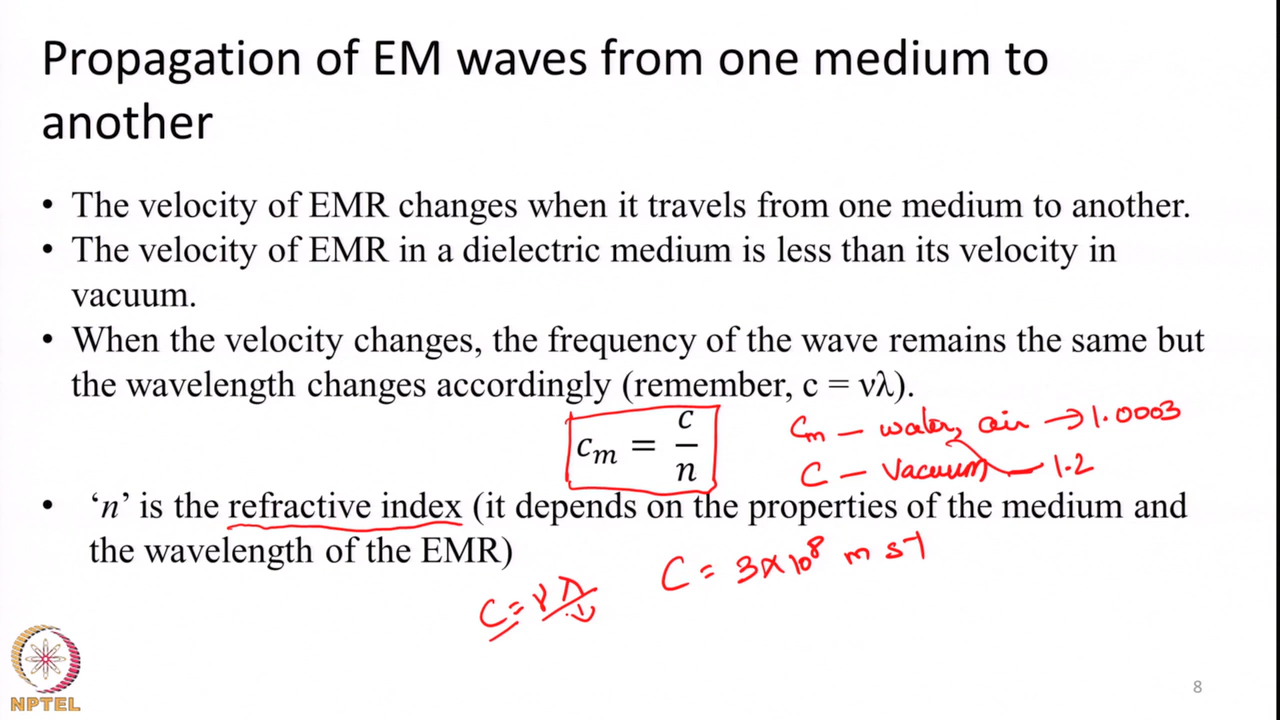 Propagation of EM waves from one medium to
another
• The velocity of EMR changes when it travels from one medium to another.
• The velocity of EMR in a dielectric medium is less than its velocity in
vacuum.
• When the velocity changes, the frequency of the wave remains the same but
the wavelength changes accordingly (remember, c = νλ).
c_m = c/n
C_m – water, air → 1.0003
C – Vacuum – 1.2
• ‘n’ is the refractive index (it depends on the properties of the medium and
the wavelength of the EMR)
C = 3×10⁸ m s⁻¹
C = νλ
NPTEL
8